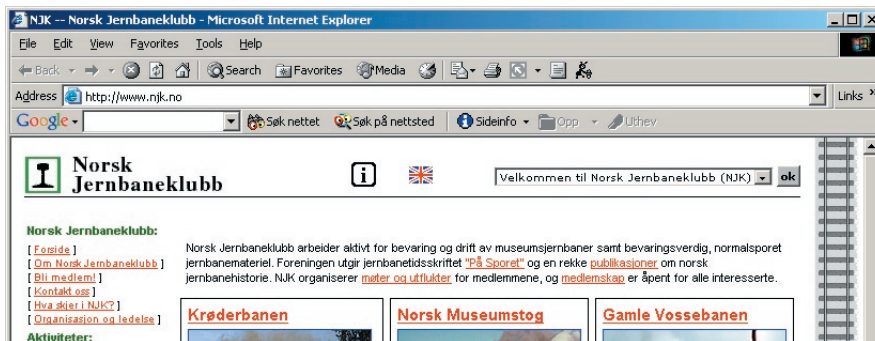 NJK -- Norsk Jernbaneklubb - Microsoft Internet Explorer
File Edit View Favorites Tools Help
Back Search Favorites Media
Address http://www.njk.no Links »
Google Søk nettet Søk på nettsted Sideinfo Opp Uthev
Norsk
Jernbaneklubb
i
Velkommen til Norsk Jernbaneklubb (NJK) ok
Norsk Jernbaneklubb:
[ Forside ]
[ Om Norsk Jernbaneklubb ]
[ Bli medlem! ]
[ Kontakt oss ]
[ Hva skjer i NJK? ]
[ Organisasjon og ledelse ]
Aktiviteter:
Norsk Jernbaneklubb arbeider aktivt for bevaring og drift av museumsjernbaner samt bevaringsverdig, normalsporet
jernbanemateriel. Foreningen utgir jernbanetidsskriftet "På Sporet" og en rekke publikasjoner om norsk
jernbanehistorie. NJK organiserer møter og utflukter for medlemmene, og medlemskap er åpent for alle interesserte.
Krøderbanen Norsk Museumstog Gamle Vossebanen